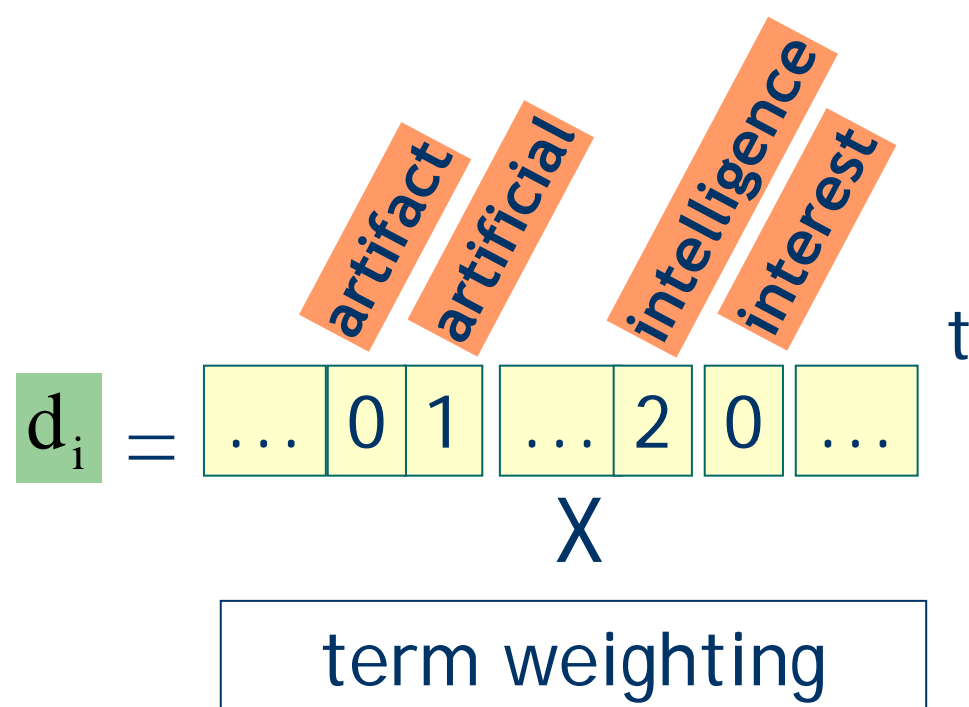 artifact artificial intelligence interest
t
dᵢ = ... 0 1 ... 2 0 ...
X
term weighting